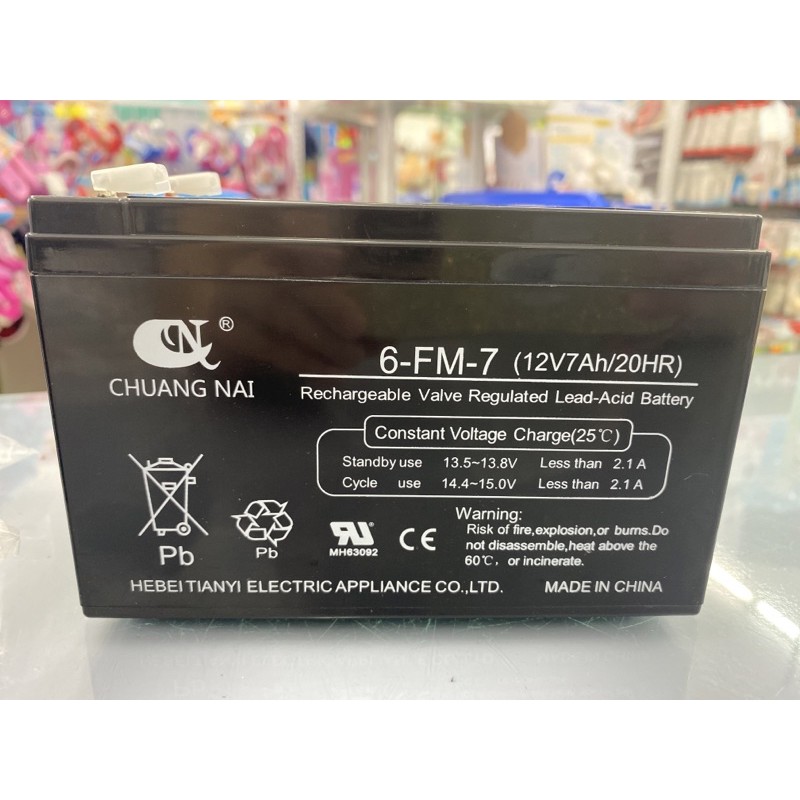 QN ®
CHUANG NAI
6-FM-7 (12V7Ah/20HR)
Rechargeable Valve Regulated Lead-Acid Battery
Constant Voltage Charge(25℃)
Standby use 13.5~13.8V Less than 2.1 A
Cycle use 14.4~15.0V Less than 2.1 A
Pb
Pb
RU
MH63092
CE
Warning:
Risk of fire,explosion,or burns.Do
not disassemble,heat above the
60℃, or incinerate.
HEBEI TIANYI ELECTRIC APPLIANCE CO.,LTD.
MADE IN CHINA